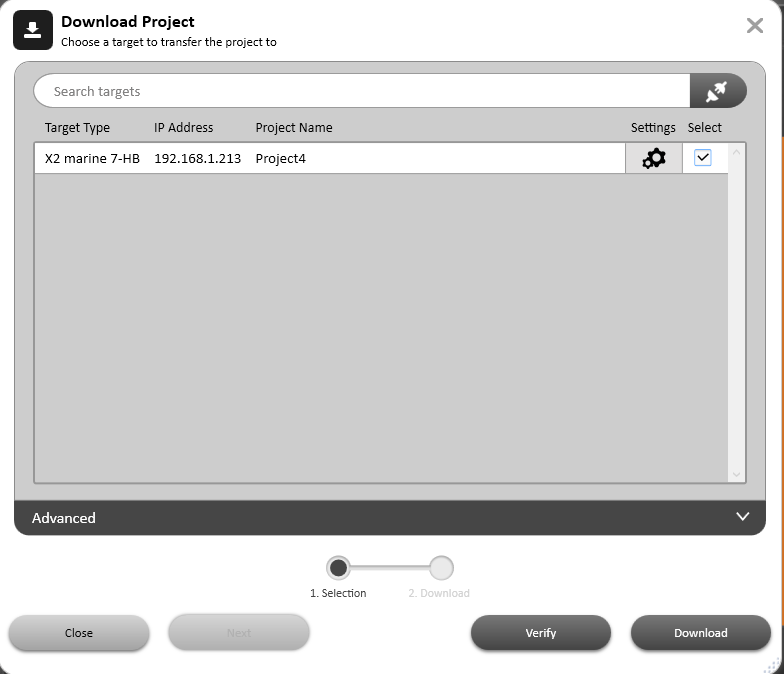 Download Project
Choose a target to transfer the project to
Search targets
Target Type IP Address Project Name Settings Select
X2 marine 7-HB 192.168.1.213 Project4
Advanced
1. Selection 2. Download
Close Next Verify Download